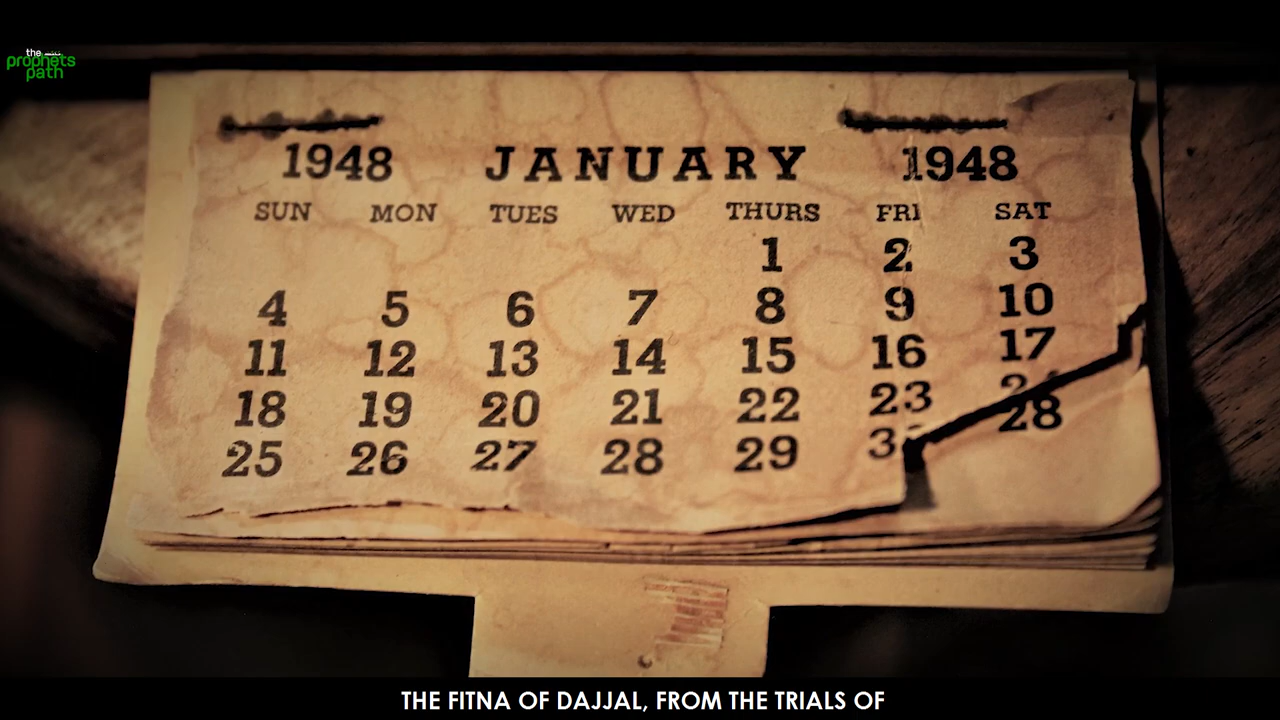 the
prophets
path
1948 JANUARY 1948
SUN MON TUES WED THURS FRI SAT
1 2 3
4 5 6 7 8 9 10
11 12 13 14 15 16 17
18 19 20 21 22 23
28
25 26 27 28 29
THE FITNA OF DAJJAL, FROM THE TRIALS OF